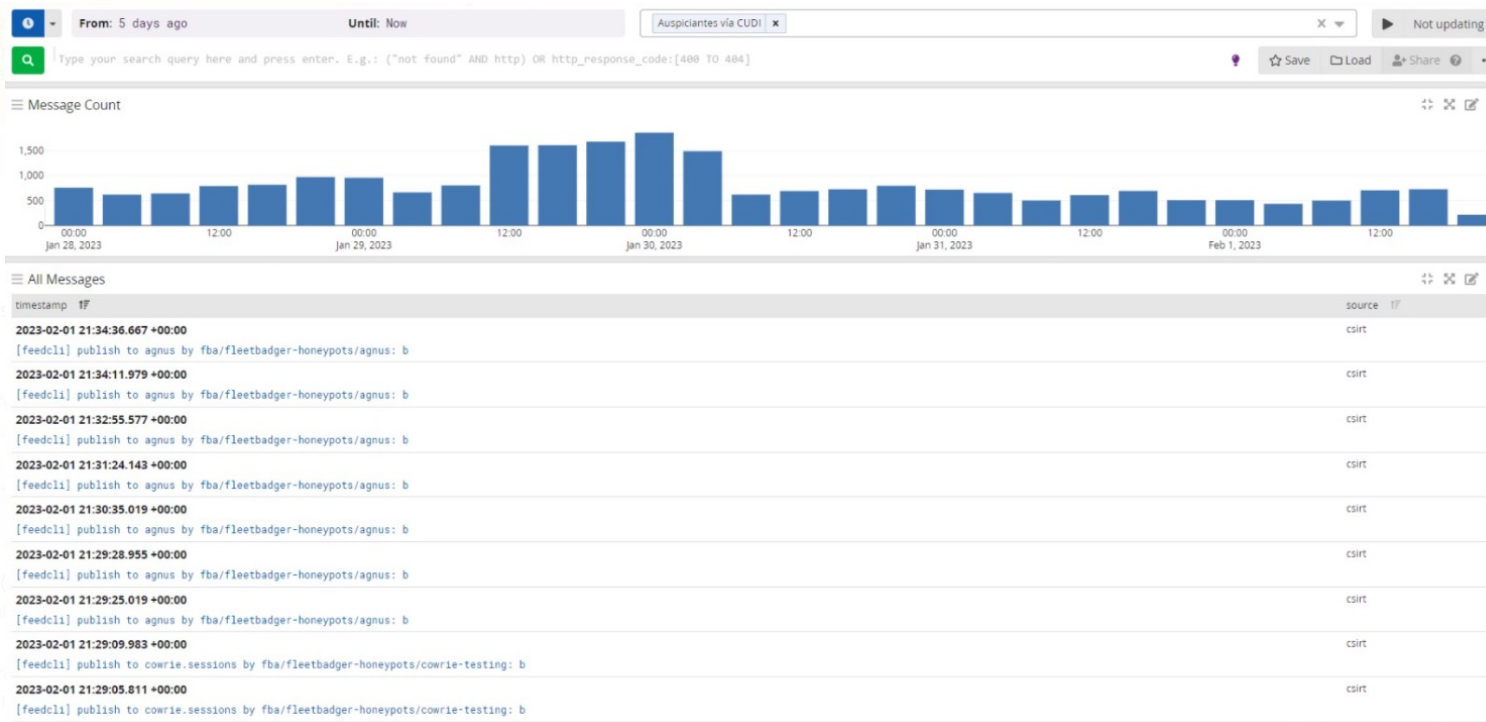 From: 5 days ago Until: Now Auspiciantes vía CUDI x Not updating
Type your search query here and press enter. E.g.: ("not found" AND http) OR http_response_code:[400 TO 404] Save Load Share
Message Count
1,500
1,000
500
0
00:00 12:00 00:00 12:00 00:00 12:00 00:00 12:00 00:00 12:00
Jan 28, 2023 Jan 29, 2023 Jan 30, 2023 Jan 31, 2023 Feb 1, 2023
All Messages
timestamp source
2023-02-01 21:34:36.667 +00:00 csirt
[feedcli] publish to agnus by fba/fleetbadger-honeypots/agnus: b
2023-02-01 21:34:11.979 +00:00 csirt
[feedcli] publish to agnus by fba/fleetbadger-honeypots/agnus: b
2023-02-01 21:32:55.577 +00:00 csirt
[feedcli] publish to agnus by fba/fleetbadger-honeypots/agnus: b
2023-02-01 21:31:24.143 +00:00 csirt
[feedcli] publish to agnus by fba/fleetbadger-honeypots/agnus: b
2023-02-01 21:30:35.019 +00:00 csirt
[feedcli] publish to agnus by fba/fleetbadger-honeypots/agnus: b
2023-02-01 21:29:28.955 +00:00 csirt
[feedcli] publish to agnus by fba/fleetbadger-honeypots/agnus: b
2023-02-01 21:29:25.019 +00:00 csirt
[feedcli] publish to agnus by fba/fleetbadger-honeypots/agnus: b
2023-02-01 21:29:09.983 +00:00 csirt
[feedcli] publish to cowrie.sessions by fba/fleetbadger-honeypots/cowrie-testing: b
2023-02-01 21:29:05.811 +00:00 csirt
[feedcli] publish to cowrie.sessions by fba/fleetbadger-honeypots/cowrie-testing: b